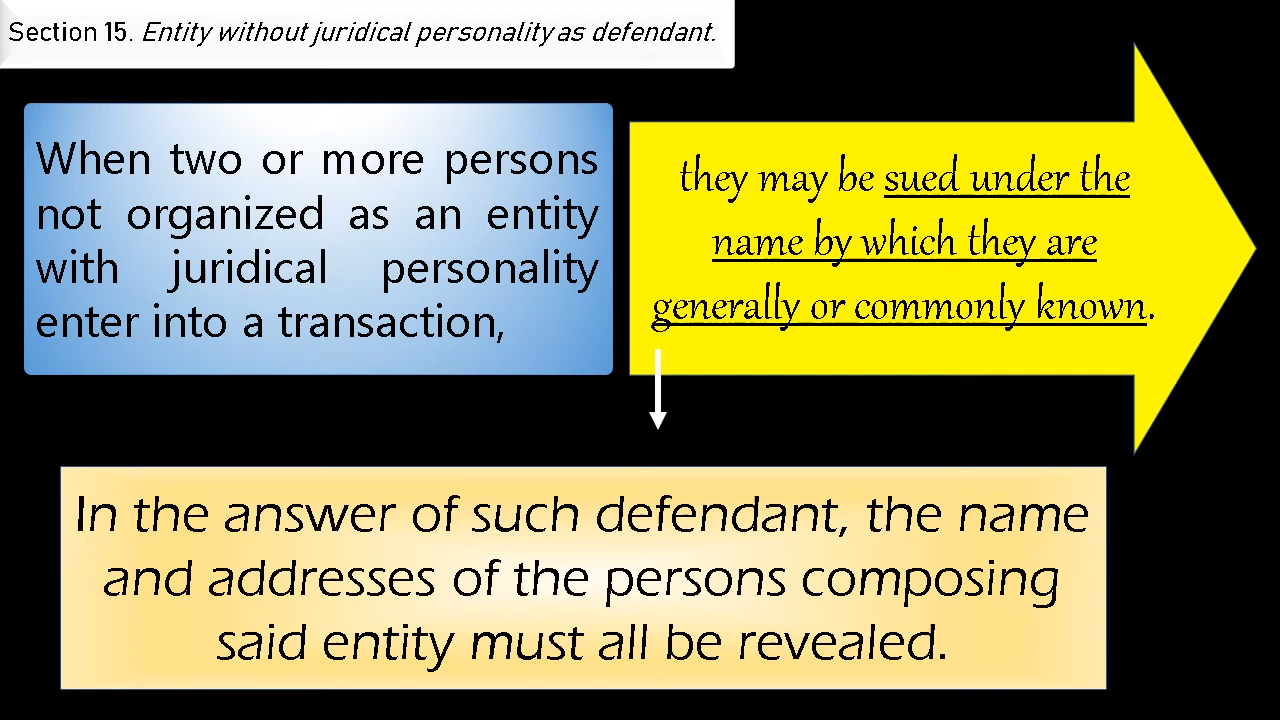 Section 15. Entity without juridical personality as defendant.
When two or more persons
not organized as an entity
with juridical personality
enter into a transaction,
they may be sued under the
name by which they are
generally or commonly known.
In the answer of such defendant, the name
and addresses of the persons composing
said entity must all be revealed.